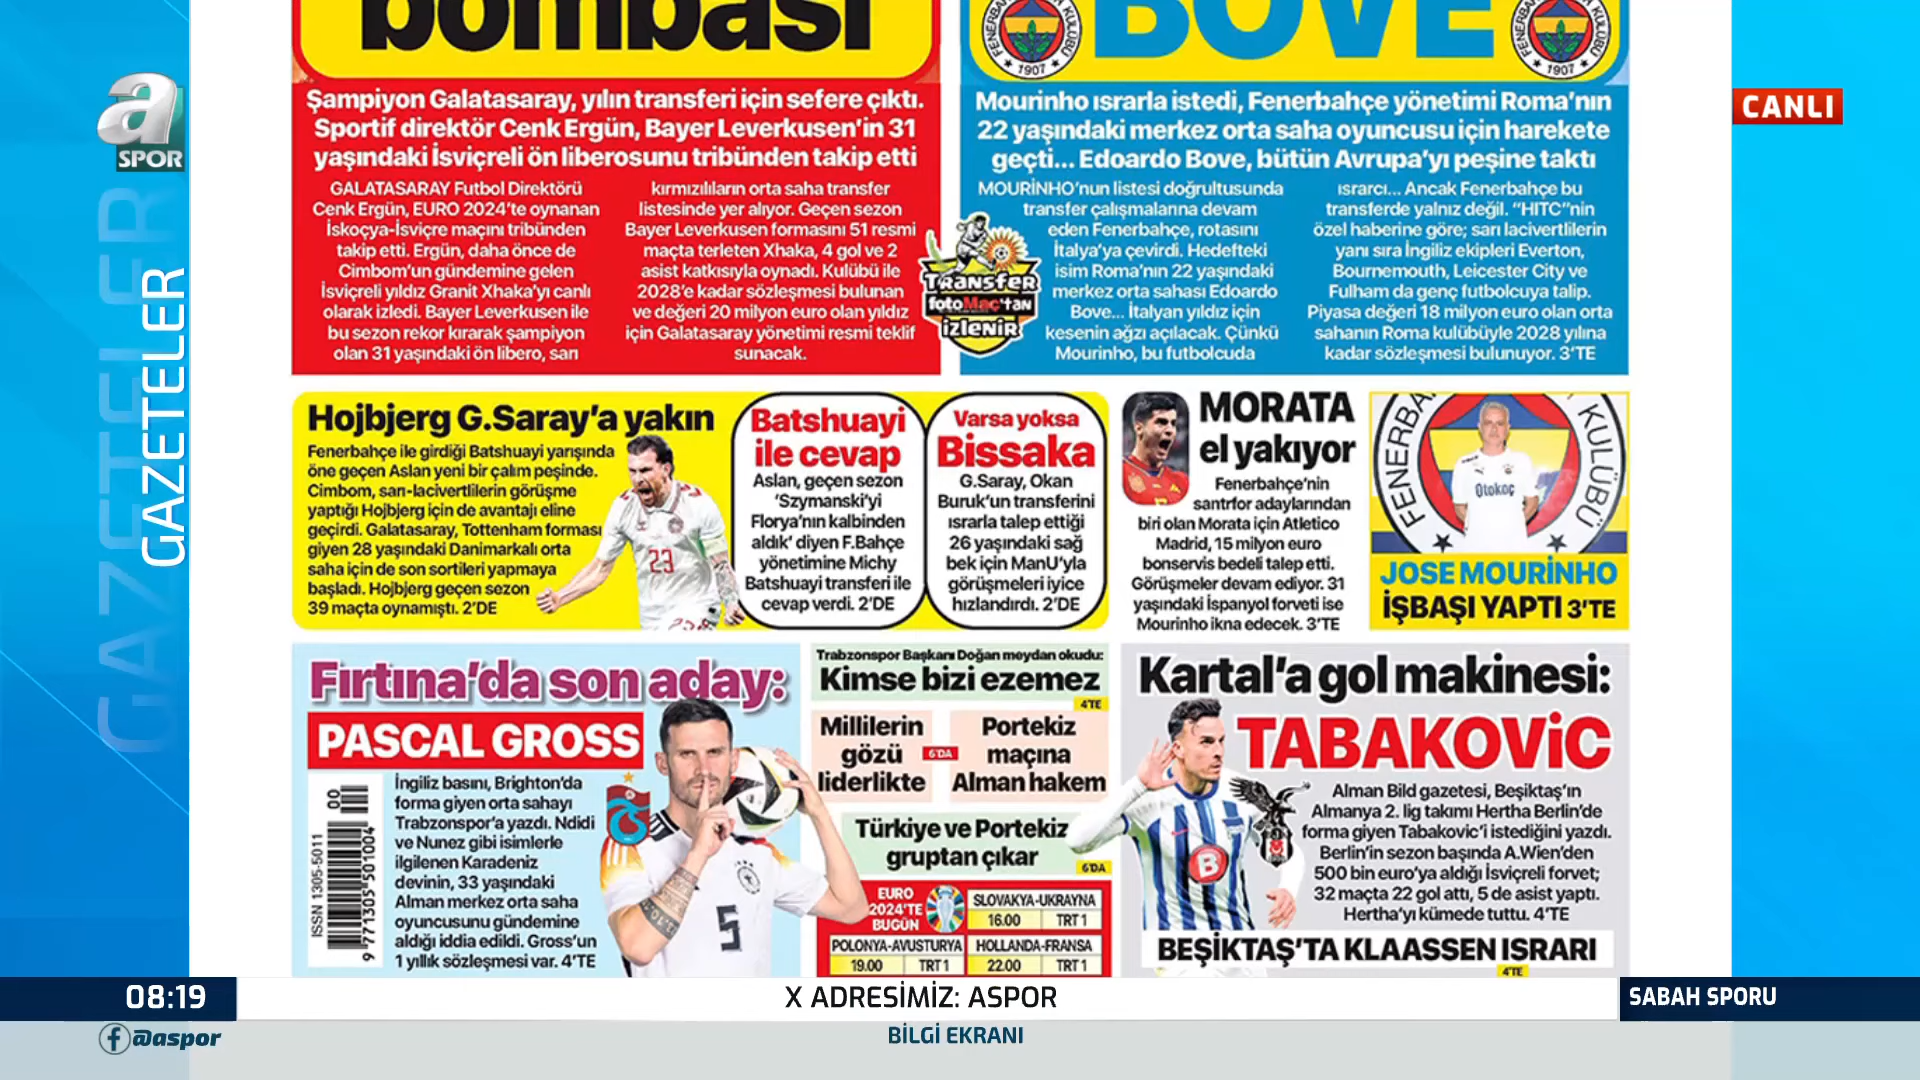 bombası
BOVE
FENERBAHÇE
KULÜBÜ
1907
FENERBAHÇE
KULÜBÜ
1907
a
SPOR
CANLI
GAZETELER
GAZETELER
Şampiyon Galatasaray, yılın transferi için sefere çıktı.
Sportif direktör Cenk Ergün, Bayer Leverkusen'in 31
yaşındaki İsviçreli ön liberosunu tribünden takip etti
GALATASARAY Futbol Direktörü
Cenk Ergün, EURO 2024'te oynanan
İskoçya-İsviçre maçını tribünden
takip etti. Ergün, daha önce de
Cimbom'un gündemine gelen
İsviçreli yıldız Granit Xhaka'yı canlı
olarak izledi. Bayer Leverkusen ile
bu sezon rekor kırarak şampiyon
olan 31 yaşındaki ön libero, sarı
kırmızılıların orta saha transfer
listesinde yer alıyor. Geçen sezon
Bayer Leverkusen formasını 51 resmi
maçta terleten Xhaka, 4 gol ve 2
asist katkısıyla oynadı. Kulübü ile
2028'e kadar sözleşmesi bulunan
ve değeri 20 milyon euro olan yıldız
için Galatasaray yönetimi resmi teklif
sunacak.
TRANSFER
fotoMaç'tan
İZLENİR
Mourinho ısrarla istedi, Fenerbahçe yönetimi Roma'nın
22 yaşındaki merkez orta saha oyuncusu için harekete
geçti... Edoardo Bove, bütün Avrupa'yı peşine taktı
MOURİNHO'nun listesi doğrultusunda
transfer çalışmalarına devam
eden Fenerbahçe, rotasını
İtalya'ya çevirdi. Hedefteki
isim Roma'nın 22 yaşındaki
merkez orta sahası Edoardo
Bove... İtalyan yıldız için
kesenin ağzı açılacak. Çünkü
Mourinho, bu futbolcuda
ısrarcı... Ancak Fenerbahçe bu
transferde yalnız değil. "HITC"nin
özel haberine göre; sarı lacivertlilerin
yanı sıra İngiliz ekipleri Everton,
Bournemouth, Leicester City ve
Fulham da genç futbolcuya talip.
Piyasa değeri 18 milyon euro olan orta
sahanın Roma kulübüyle 2028 yılına
kadar sözleşmesi bulunuyor. 3'TE
Hojbjerg G.Saray'a yakın
Fenerbahçe ile girdiği Batshuayi yarışında
öne geçen Aslan yeni bir çalım peşinde.
Cimbom, sarı-lacivertlilerin görüşme
yaptığı Hojbjerg için de avantajı eline
geçirdi. Galatasaray, Tottenham forması
giyen 28 yaşındaki Danimarkalı orta
saha için de son sortileri yapmaya
başladı. Hojbjerg geçen sezon
39 maçta oynamıştı. 2'DE
23
Batshuayi
ile cevap
Aslan, geçen sezon
'Szymanski'yi
Florya'nın kalbinden
aldık' diyen F.Bahçe
yönetimine Michy
Batshuayi transferi ile
cevap verdi. 2'DE
Varsa yoksa
Bissaka
G.Saray, Okan
Buruk'un transferini
ısrarla talep ettiği
26 yaşındaki sağ
bek için ManU'yla
görüşmeleri iyice
hızlandırdı. 2'DE
MORATA
el yakıyor
Fenerbahçe'nin
santrfor adaylarından
biri olan Morata için Atletico
Madrid, 15 milyon euro
bonservis bedeli talep etti.
Görüşmeler devam ediyor. 31
yaşındaki İspanyol forveti ise
Mourinho ikna edecek. 3'TE
KULÜBÜ
Otokoç
JOSE MOURİNHO
İŞBAŞI YAPTI 3'TE
Fırtına'da son aday:
PASCAL GROSS
İngiliz basını, Brighton'da
forma giyen orta sahayı
Trabzonspor'a yazdı. Ndidi
ve Nunez gibi isimlerle
ilgilenen Karadeniz
devinin, 33 yaşındaki
Alman merkez orta saha
oyuncusunu gündemine
aldığı iddia edildi. Gross'un
1 yıllık sözleşmesi var. 4'TE
ISSN 1305-5011
00
9 771305 501004
5
Trabzonspor Başkanı Doğan meydan okudu:
Kimse bizi ezemez
4'TE
Millilerin
gözü
liderlikte
6'DA
Portekiz
maçına
Alman hakem
Türkiye ve Portekiz
gruptan çıkar
6'DA
EURO
2024'TE
BUGÜN
SLOVAKYA-UKRAYNA
16.00 TRT 1
POLONYA-AVUSTURYA
19.00 TRT 1
HOLLANDA-FRANSA
22.00 TRT 1
Kartal'a gol makinesi:
TABAKOViC
Alman Bild gazetesi, Beşiktaş'ın
Almanya 2. lig takımı Hertha Berlin'de
forma giyen Tabakovic'i istediğini yazdı.
Berlin'in sezon başında A.Wien'den
500 bin euro'ya aldığı İsviçreli forvet;
32 maçta 22 gol attı, 5 de asist yaptı.
Hertha'yı kümede tuttu. 4'TE
B
BEŞİKTAŞ'TA KLAASSEN ISRARI
4'TE
08:19
X ADRESİMİZ: ASPOR
SABAH SPORU
@aspor
BİLGİ EKRANI